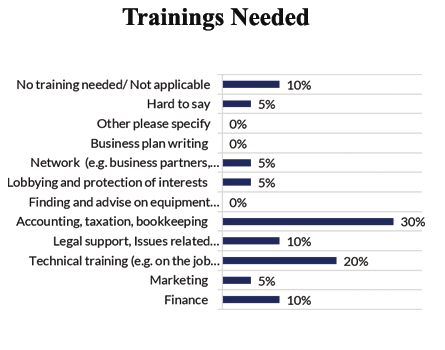 Trainings Needed
No training needed/ Not applicable 10%
Hard to say 5%
Other please specify 0%
Business plan writing 0%
Network (e.g. business partners,... 5%
Lobbying and protection of interests 5%
Finding and advise on equipment... 0%
Accounting, taxation, bookkeeping 30%
Legal support, Issues related... 10%
Technical training (e.g. on the job... 20%
Marketing 5%
Finance 10%